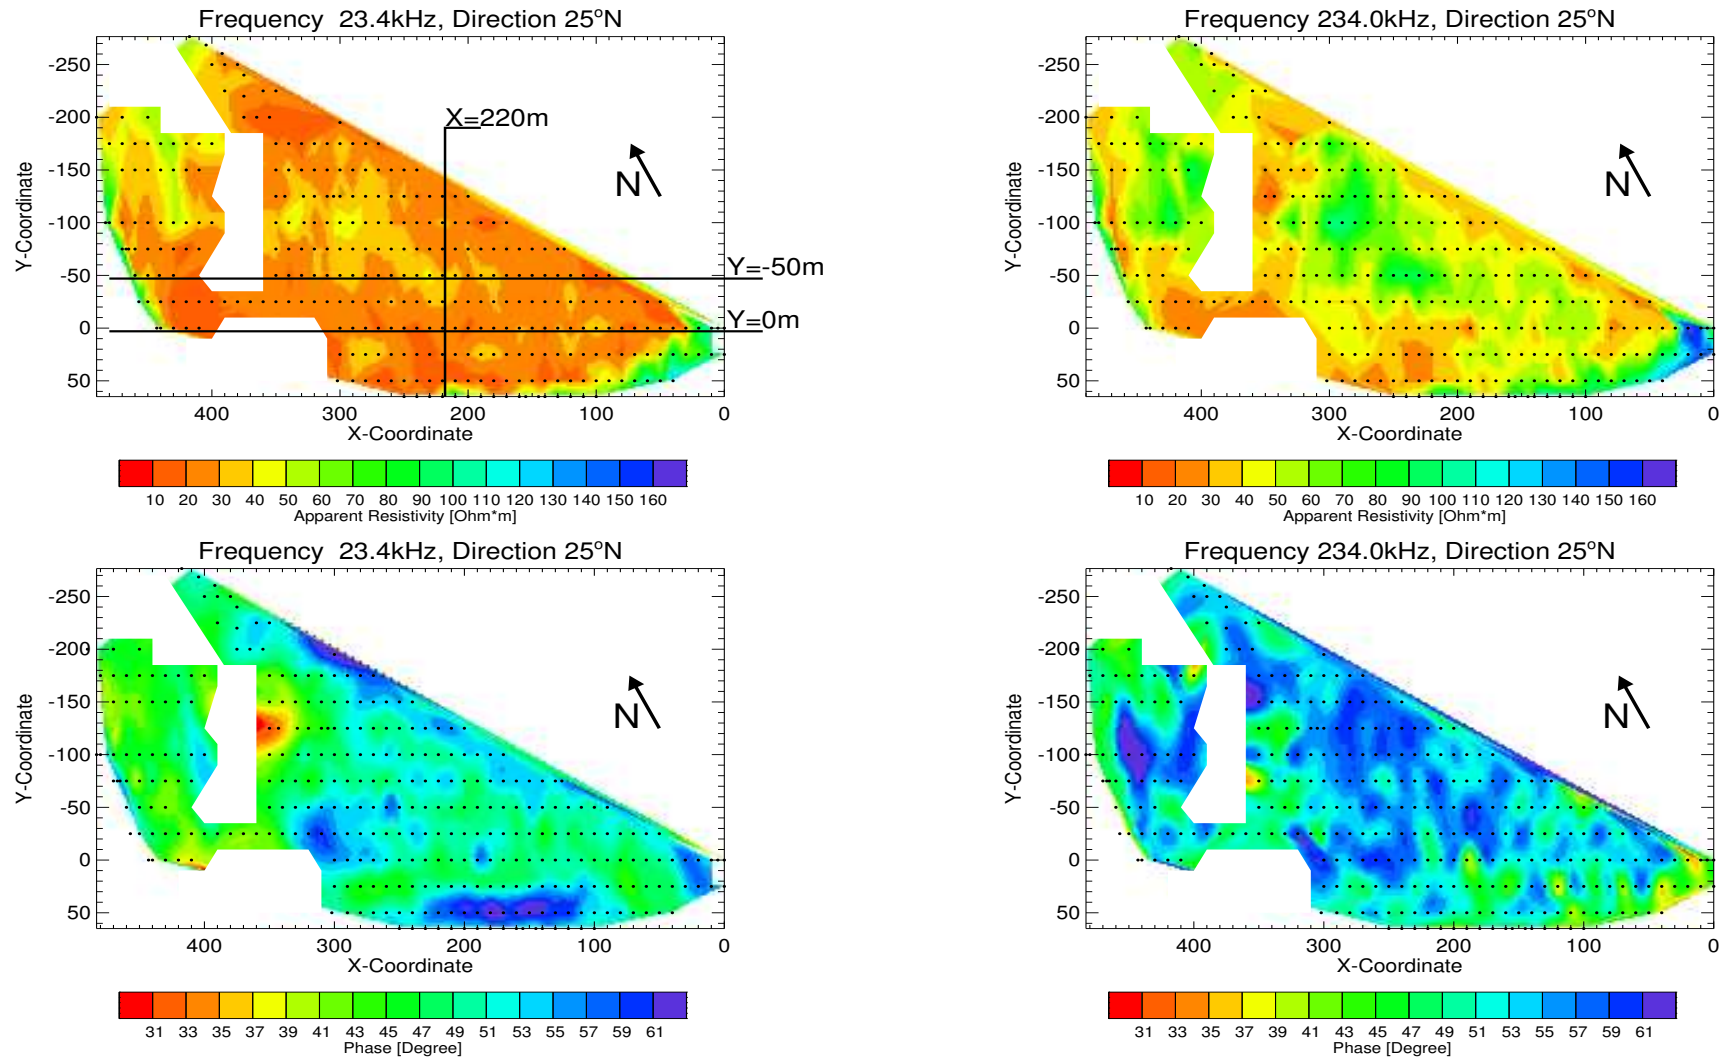 Frequency  23.4kHz, Direction 25°N
-250
-200
-150
-100
-50
0
50
Y-Coordinate
X=220m
N
Y=-50m
Y=0m
400 300 200 100 0
X-Coordinate
10 20 30 40 50 60 70 80 90 100 110 120 130 140 150 160
Apparent Resistivity [Ohm*m]
Frequency 234.0kHz, Direction 25°N
-250
-200
-150
-100
-50
0
50
Y-Coordinate
N
400 300 200 100 0
X-Coordinate
10 20 30 40 50 60 70 80 90 100 110 120 130 140 150 160
Apparent Resistivity [Ohm*m]
Frequency  23.4kHz, Direction 25°N
-250
-200
-150
-100
-50
0
50
Y-Coordinate
N
400 300 200 100 0
X-Coordinate
31 33 35 37 39 41 43 45 47 49 51 53 55 57 59 61
Phase [Degree]
Frequency 234.0kHz, Direction 25°N
-250
-200
-150
-100
-50
0
50
Y-Coordinate
N
400 300 200 100 0
X-Coordinate
31 33 35 37 39 41 43 45 47 49 51 53 55 57 59 61
Phase [Degree]